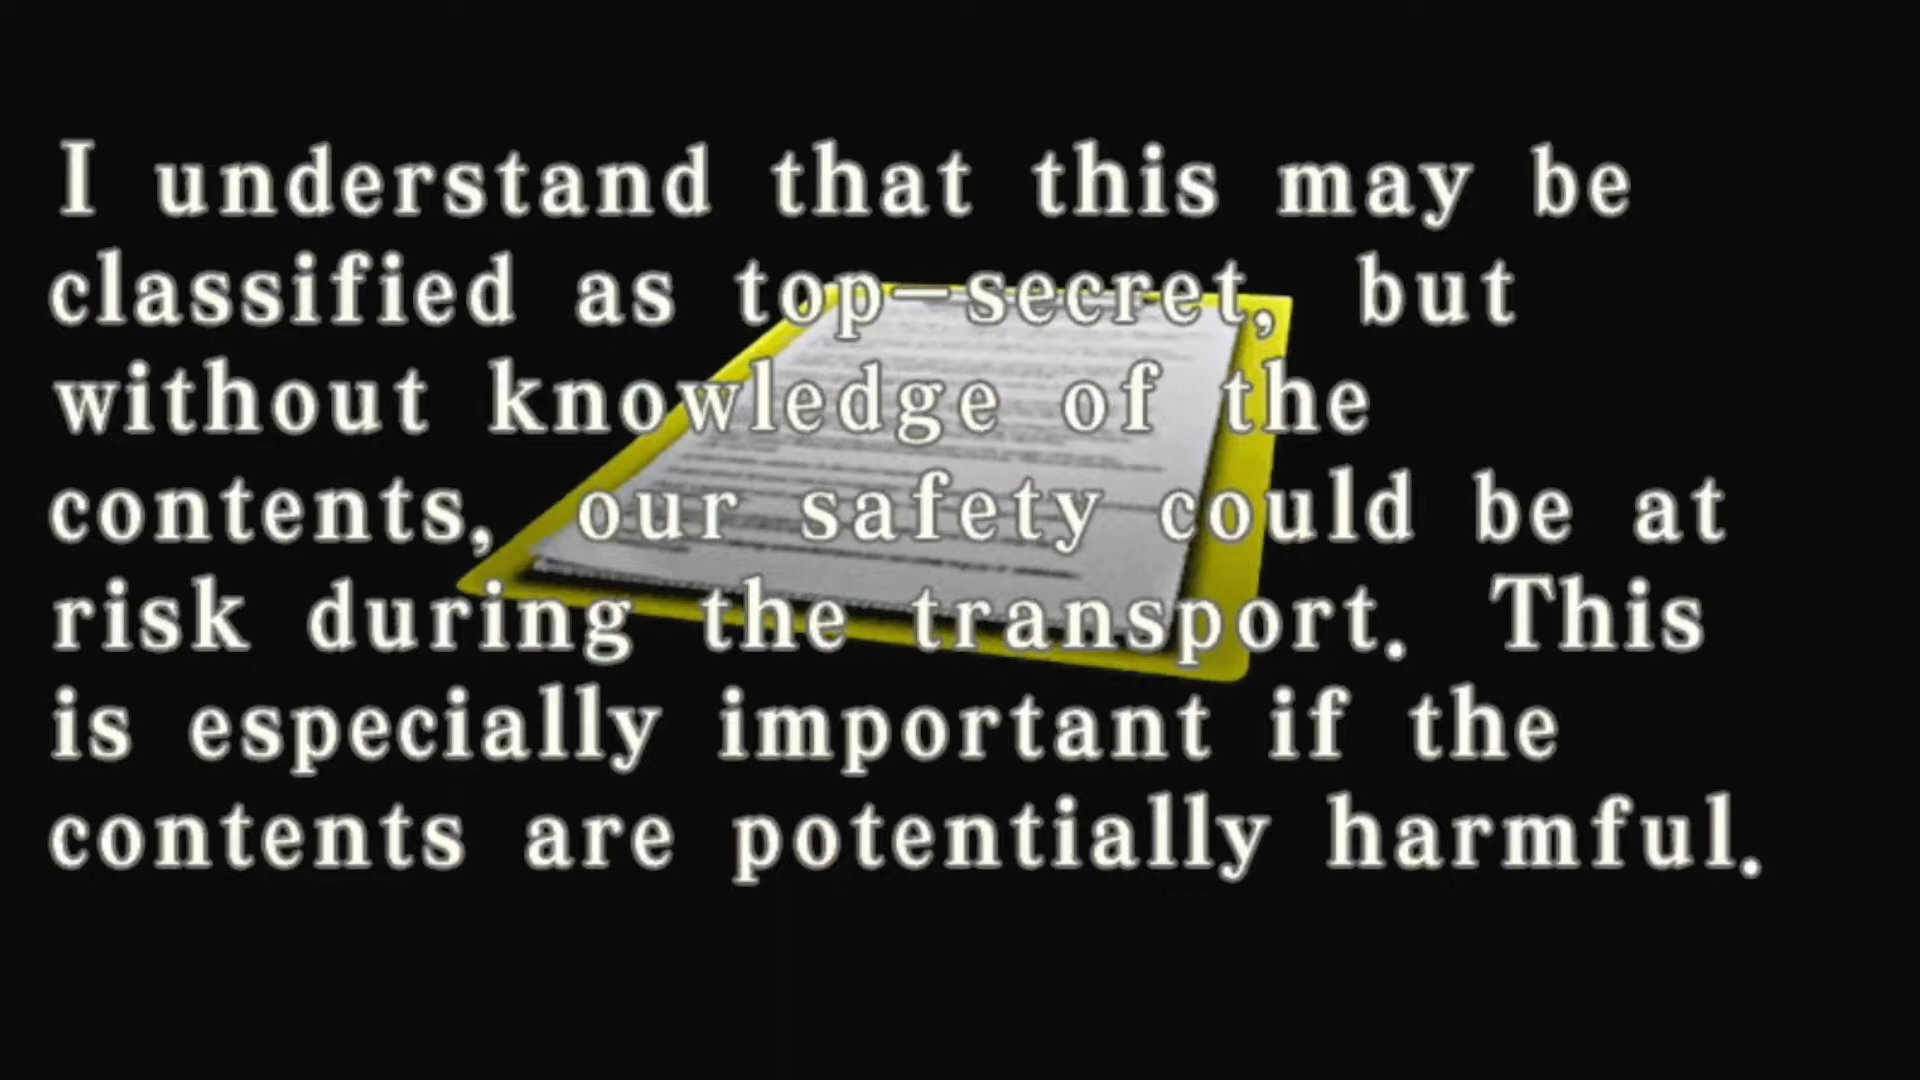 I understand that this may be
classified as top-secret, but
without knowledge of the
contents, our safety could be at
risk during the transport. This
is especially important if the
contents are potentially harmful.